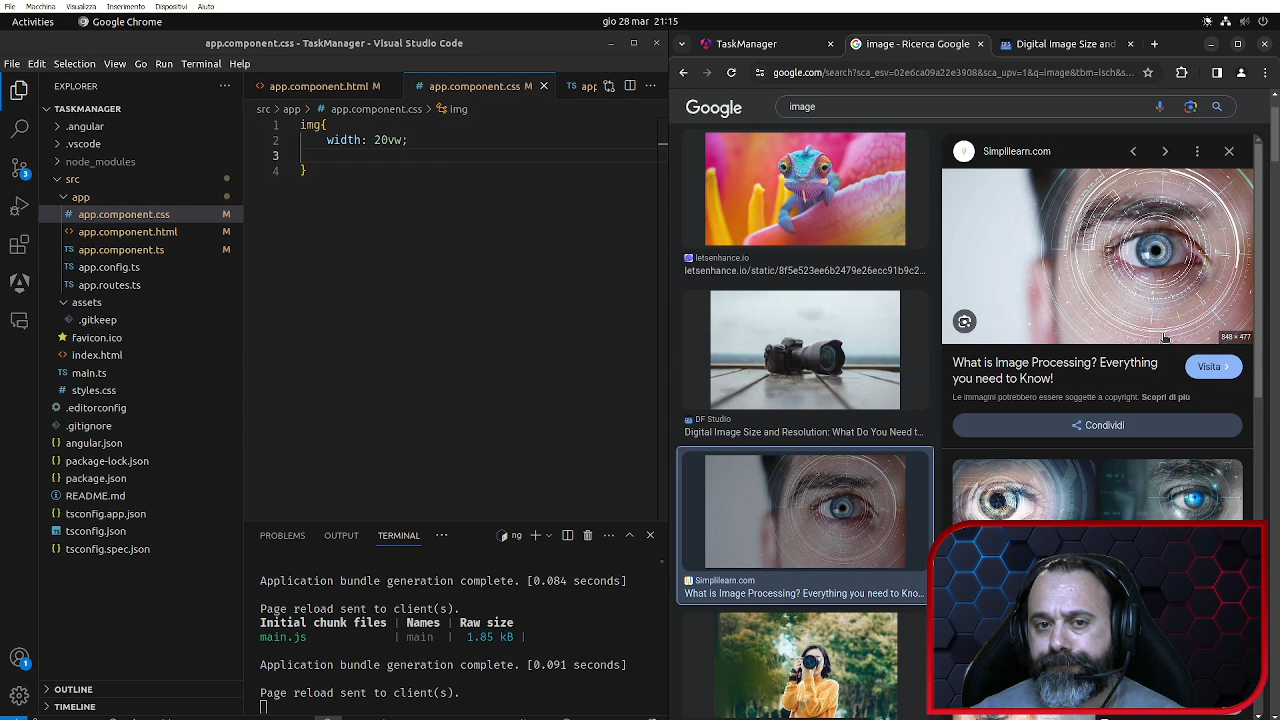 File Macchina Visualizza Inserimento Dispositivi Aiuto
Activities Google Chrome gio 28 mar 21:15
app.component.css - TaskManager - Visual Studio Code
File Edit Selection View Go Run Terminal Help
EXPLORER
TASKMANAGER
.angular
.vscode
node_modules
src
app
app.component.css M
app.component.html M
app.component.ts M
app.config.ts
app.routes.ts
assets
.gitkeep
favicon.ico
index.html
main.ts
styles.css
.editorconfig
.gitignore
angular.json
package-lock.json
package.json
README.md
tsconfig.app.json
tsconfig.json
tsconfig.spec.json
OUTLINE
TIMELINE
3
1
app.component.html M app.component.css M TS
src > app > # app.component.css > img
1 img{
2 width: 20vw;
3
4 }
PROBLEMS OUTPUT TERMINAL ng
Application bundle generation complete. [0.084 seconds]
Page reload sent to client(s).
Initial chunk files | Names | Raw size
main.js | main | 1.85 kB |
Application bundle generation complete. [0.091 seconds]
Page reload sent to client(s).
TaskManager image - Ricerca Google Digital Image Size and
google.com/search?sca_esv=02e6ca09a22e3908&sca_upv=1&q=image&tbm=isch&s...
Google image
letsenhance.io
letsenhance.io/static/8f5e523ee6b2479e26ecc91b9c2...
DF Studio
Digital Image Size and Resolution: What Do You Need t...
Simplilearn.com
What is Image Processing? Everything you need to Kno...
Simplilearn.com
848 × 477
What is Image Processing? Everything
you need to Know!
Visita
Le immagini potrebbero essere soggette a copyright. Scopri di più
Condividi